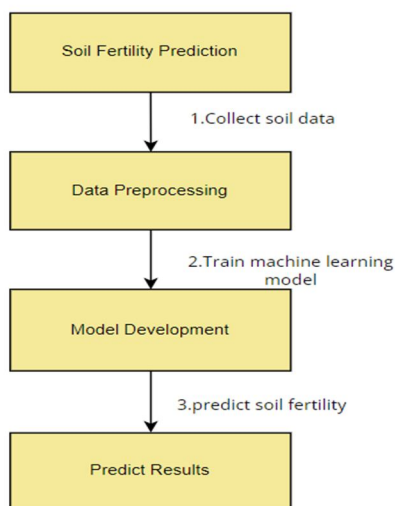 Soil Fertility Prediction
1.Collect soil data
Data Preprocessing
2.Train machine learning
model
Model Development
3.predict soil fertility
Predict Results